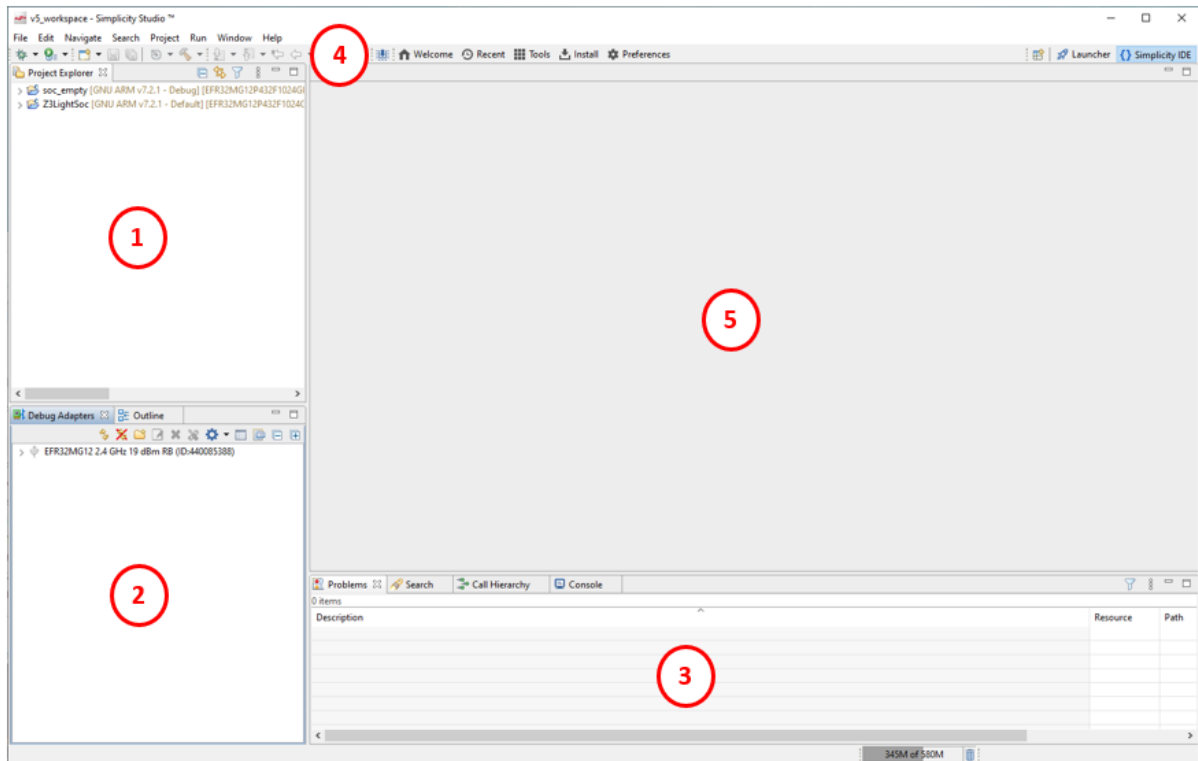 v5_workspace - Simplicity Studio ™
File Edit Navigate Search Project Run Window Help
4
Welcome Recent Tools Install Preferences
Launcher {} Simplicity IDE
Project Explorer
soc_empty [GNU ARM v7.2.1 - Debug] [EFR32MG12P432F1024G
Z3LightSoc [GNU ARM v7.2.1 - Default] [EFR32MG12P432F1024
1
5
Debug Adapters Outline
EFR32MG12 2.4 GHz 19 dBm RB (ID:440085388)
2
Problems Search Call Hierarchy Console
0 items
Description Resource Path
3
345M of 580M